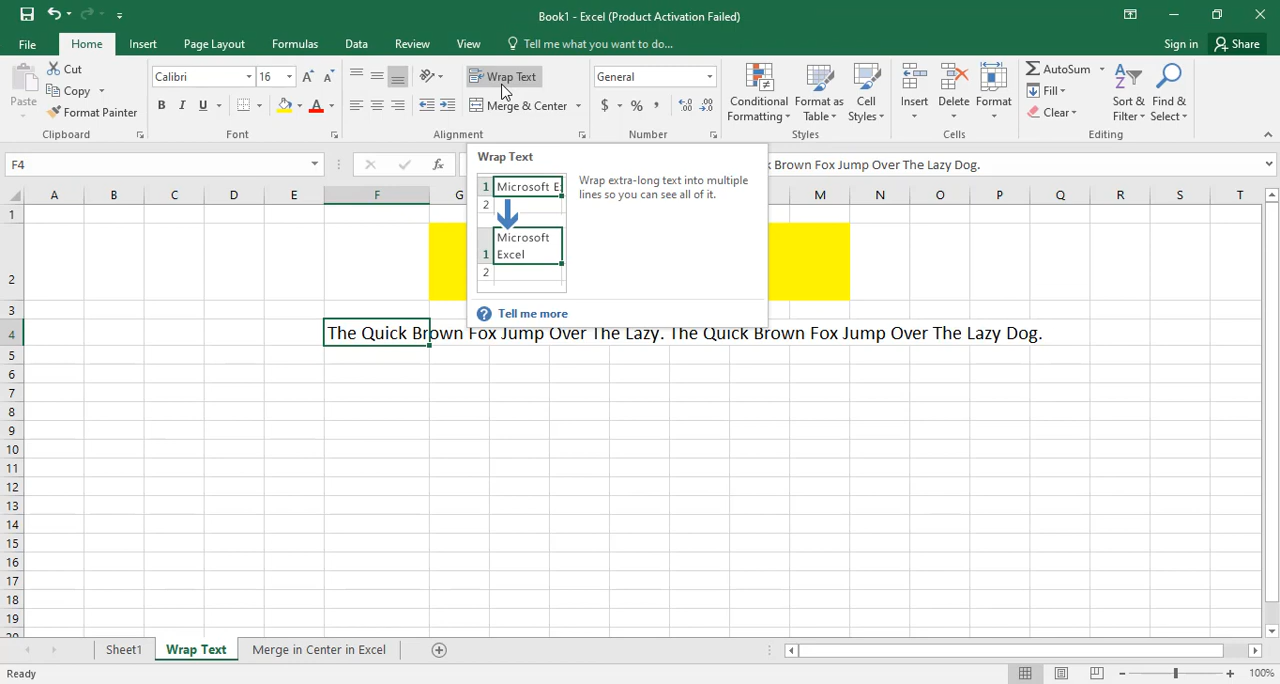 Book1 - Excel (Product Activation Failed)
File Home Insert Page Layout Formulas Data Review View Tell me what you want to do... Sign in Share
Paste
Cut
Copy
Format Painter
Clipboard
Calibri 16
B I U
Font
Wrap Text
Merge & Center
Alignment
General
$ % ,
Number
Conditional Formatting
Format as Table
Cell Styles
Styles
Insert
Delete
Format
Cells
AutoSum
Fill
Clear
Sort & Filter
Find & Select
Editing
F4 fx Brown Fox Jump Over The Lazy Dog.
Wrap Text
Microsoft E
Microsoft
Excel
1
2
1
2
Wrap extra-long text into multiple
lines so you can see all of it.
Tell me more
A B C D E F G M N O P Q R S T
1
2
3
4 The Quick Brown Fox Jump Over The Lazy. The Quick Brown Fox Jump Over The Lazy Dog.
5
6
7
8
9
10
11
12
13
14
15
16
17
18
19
Sheet1 Wrap Text Merge in Center in Excel
Ready 100%